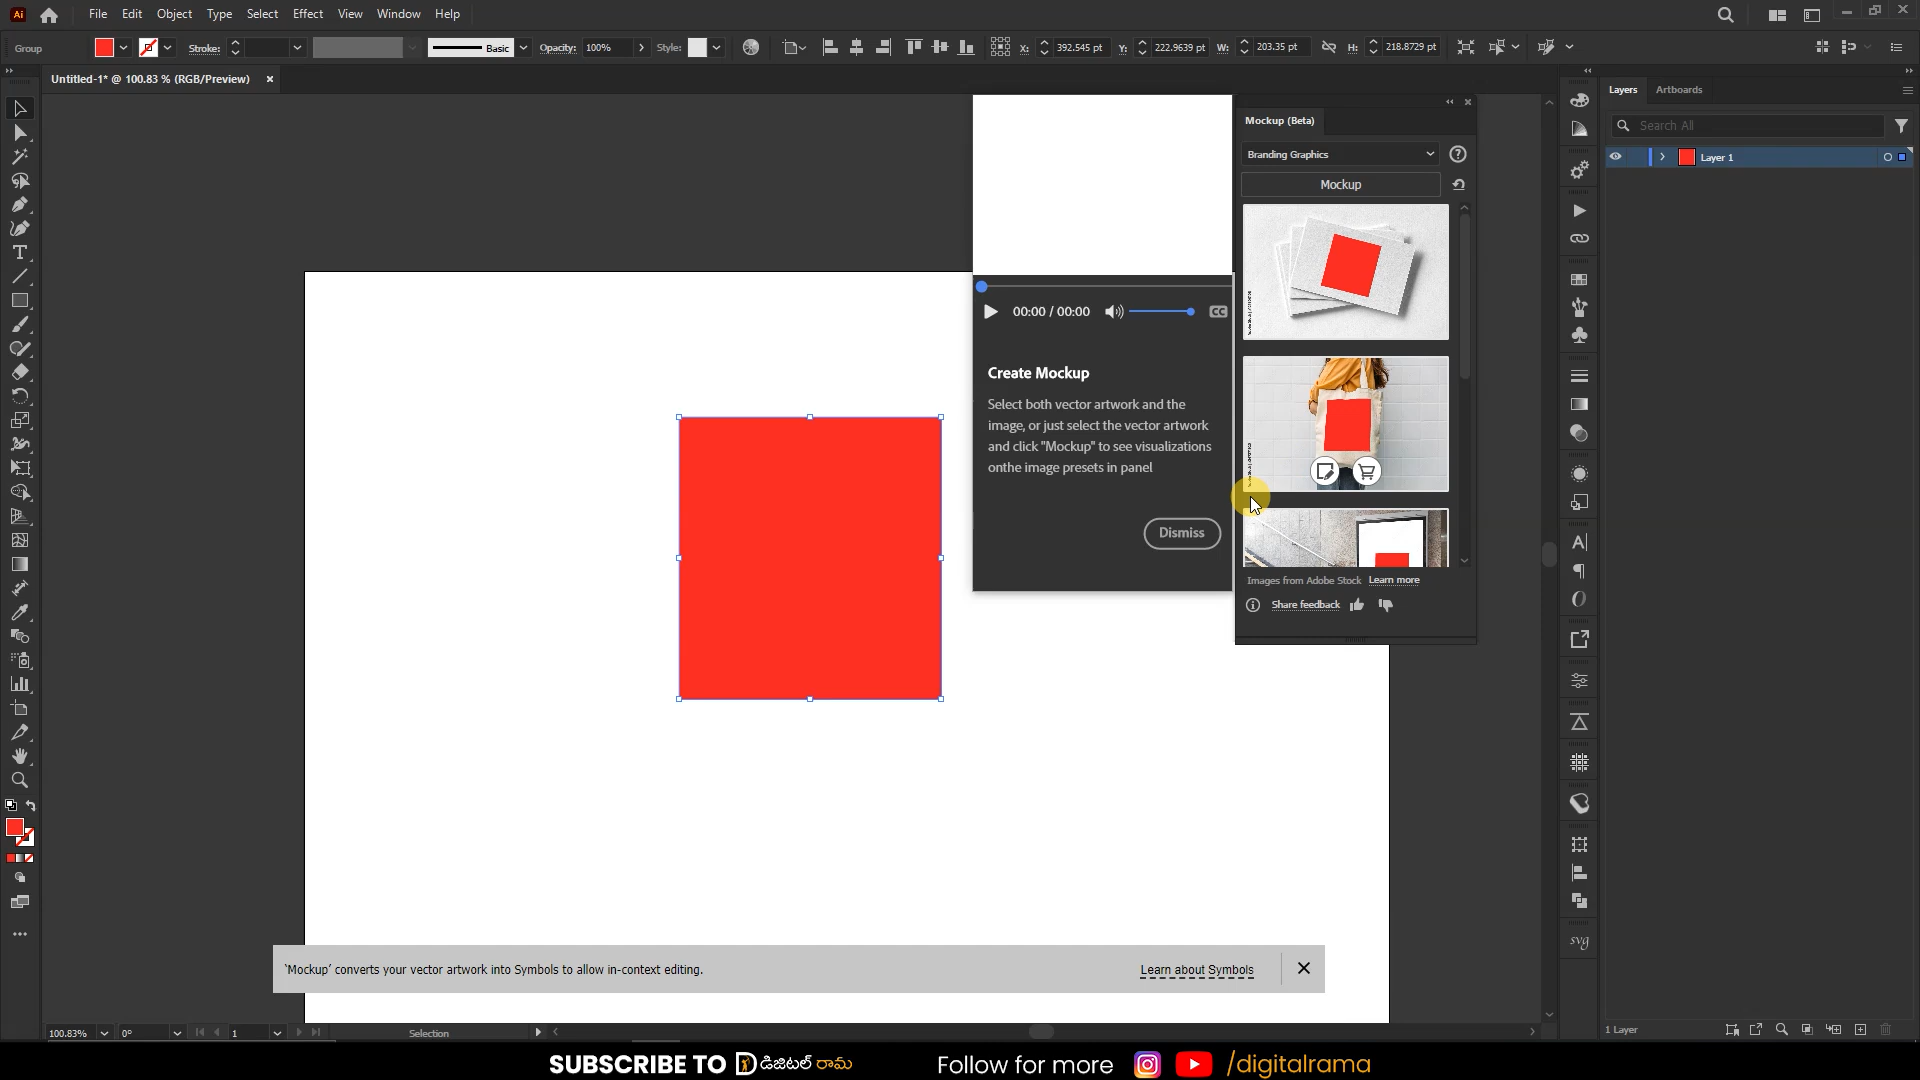 Ai File Edit Object Type Select Effect View Window Help
Group Stroke: Basic Opacity: 100% Style: X: 392.545 pt Y: 222.9639 pt W: 203.35 pt H: 218.8729 pt
Untitled-1* @ 100.83 % (RGB/Preview) ×
Layers Artboards
Search All
Layer 1
Mockup (Beta)
Branding Graphics
Mockup
00:00 / 00:00 CC
Create Mockup
Select both vector artwork and the
image, or just select the vector artwork
and click "Mockup" to see visualizations
onthe image presets in panel
Dismiss
Images from Adobe Stock Learn more
Share feedback
svg
'Mockup' converts your vector artwork into Symbols to allow in-context editing. Learn about Symbols
100.83% 0° 1 Selection
1 Layer
SUBSCRIBE TO D డిజిటల్ రామ Follow for more /digitalrama